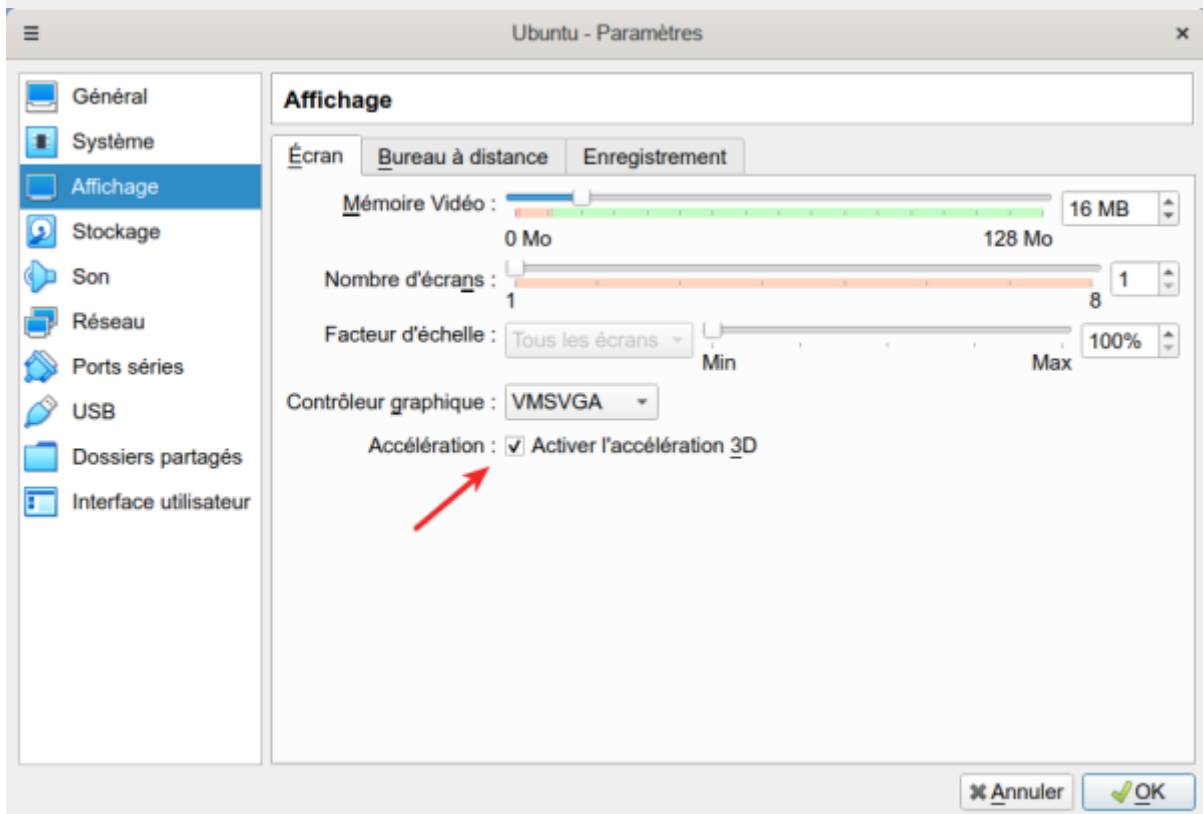 Ubuntu - Paramètres
Général
Système
Affichage
Stockage
Son
Réseau
Ports séries
USB
Dossiers partagés
Interface utilisateur
Affichage
Écran Bureau à distance Enregistrement
Mémoire Vidéo : 16 MB
0 Mo 128 Mo
Nombre d'écrans : 1
1 8
Facteur d'échelle : Tous les écrans 100%
Min Max
Contrôleur graphique : VMSVGA
Accélération : Activer l'accélération 3D
Annuler OK